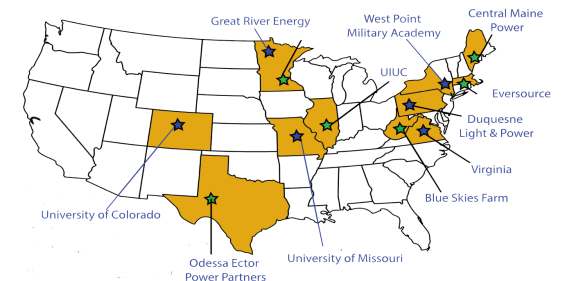 Great River Energy
West Point
Military Academy
Central Maine
Power
UIUC
Eversource
Duquesne
Light & Power
Virginia
Blue Skies Farm
University of Colorado
University of Missouri
Odessa Ector
Power Partners